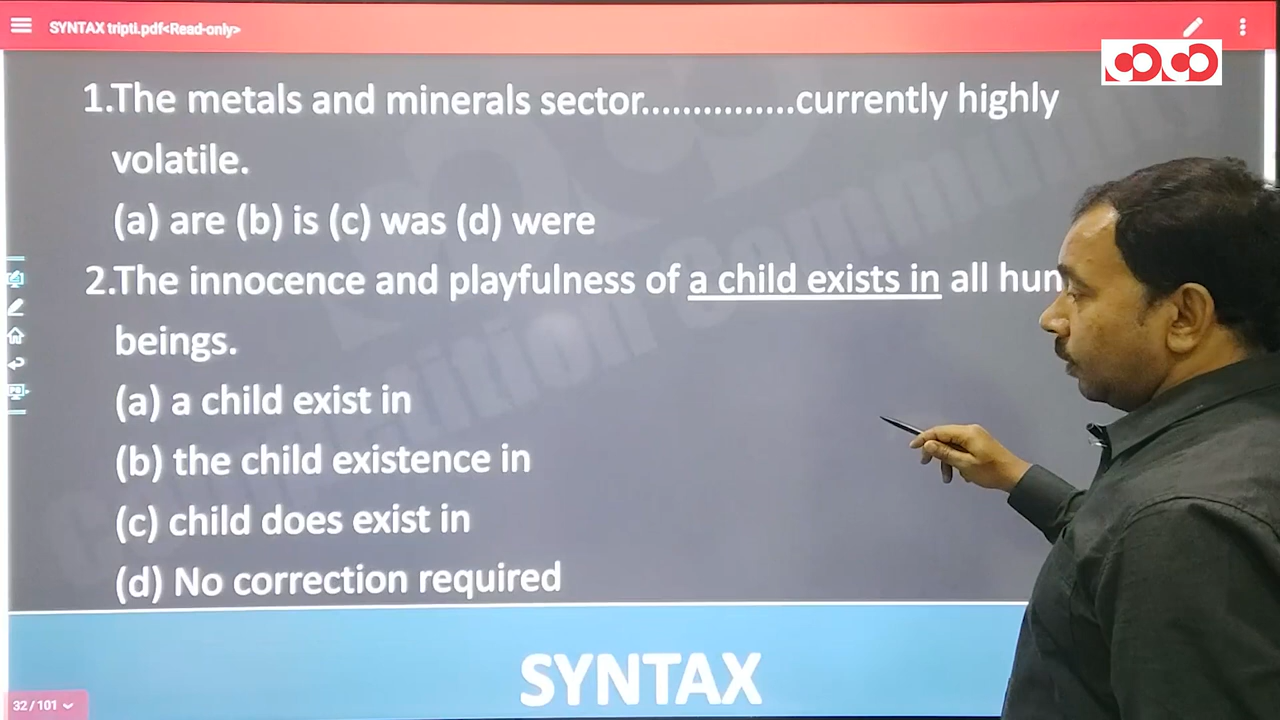 SYNTAX tripti.pdf<Read-only>
1.The metals and minerals sector...............currently highly
volatile.
(a) are (b) is (c) was (d) were
2.The innocence and playfulness of a child exists in all hun
beings.
(a) a child exist in
(b) the child existence in
(c) child does exist in
(d) No correction required
SYNTAX
32 / 101